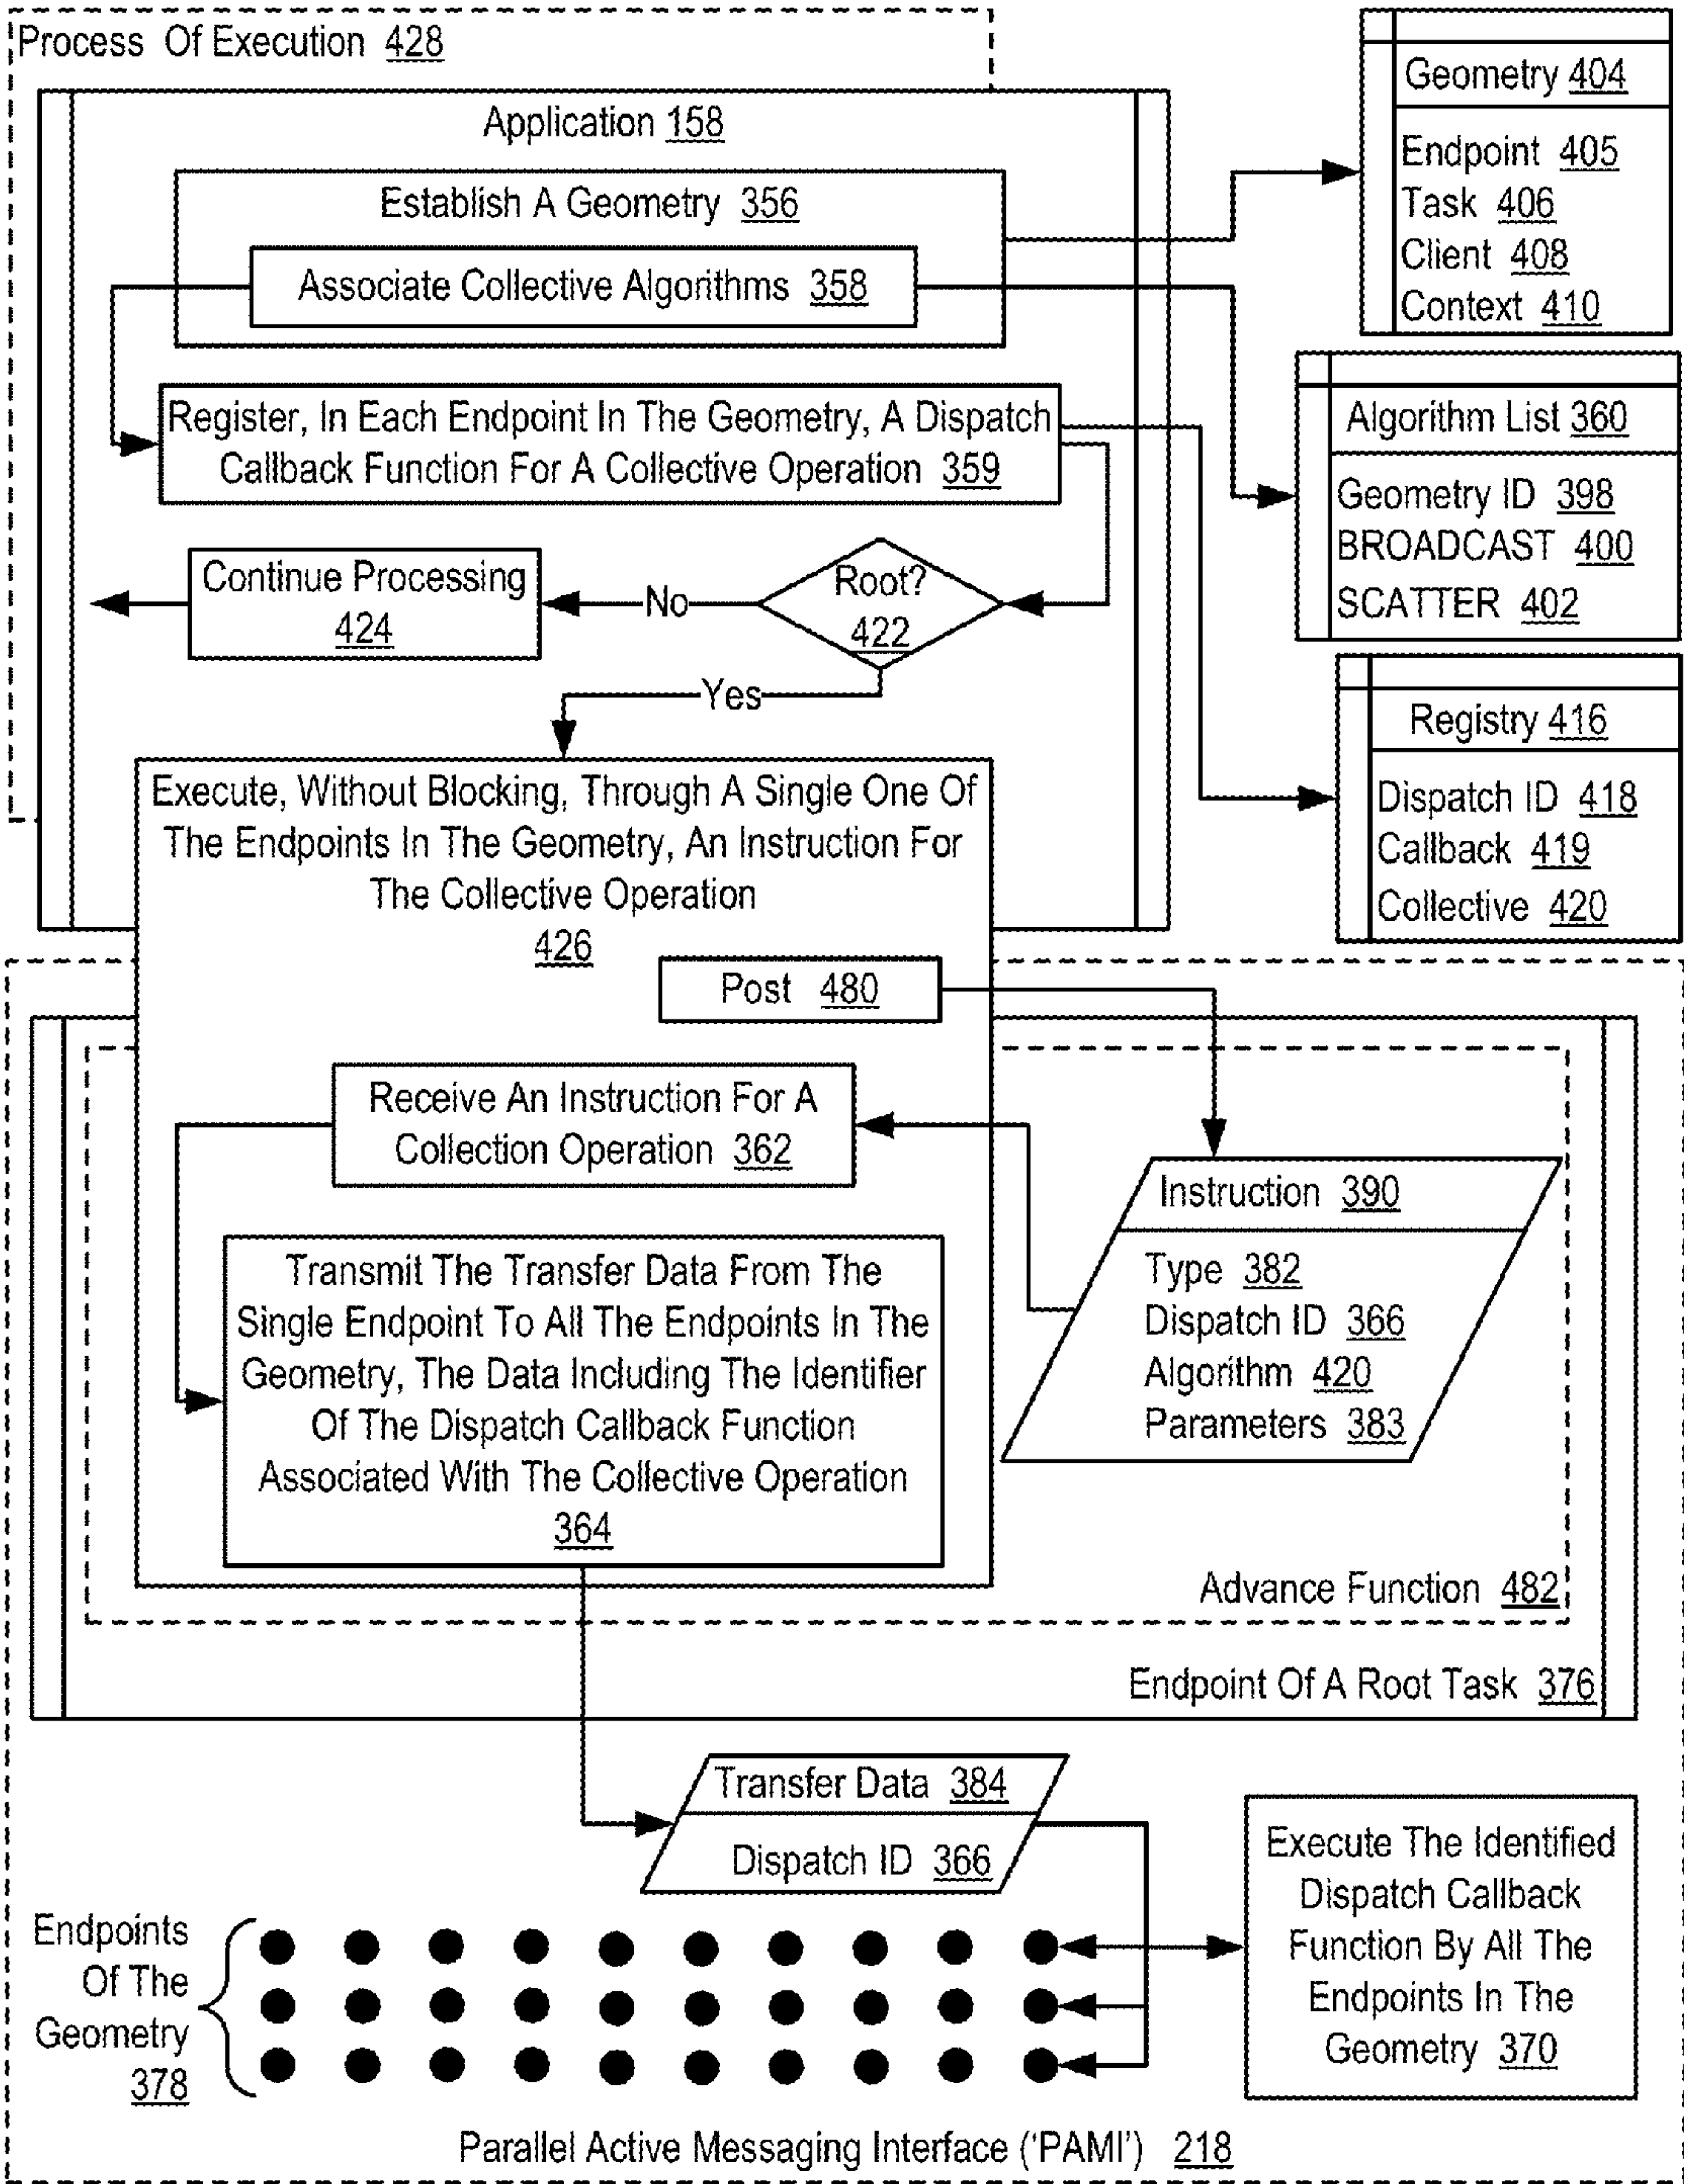 Process Of Execution 428
Application 158
Establish A Geometry 356
Associate Collective Algorithms 358
Register, In Each Endpoint In The Geometry, A Dispatch
Callback Function For A Collective Operation 359
Root?
422
No
Continue Processing
424
Yes
Geometry 404
Endpoint 405
Task 406
Client 408
Context 410
Algorithm List 360
Geometry ID 398
BROADCAST 400
SCATTER 402
Registry 416
Dispatch ID 418
Callback 419
Collective 420
Execute, Without Blocking, Through A Single One Of
The Endpoints In The Geometry, An Instruction For
The Collective Operation
426
Post 480
Receive An Instruction For A
Collection Operation 362
Instruction 390
Type 382
Dispatch ID 366
Algorithm 420
Parameters 383
Transmit The Transfer Data From The
Single Endpoint To All The Endpoints In The
Geometry, The Data Including The Identifier
Of The Dispatch Callback Function
Associated With The Collective Operation
364
Advance Function 482
Endpoint Of A Root Task 376
Transfer Data 384
Dispatch ID 366
Endpoints
Of The
Geometry
378
Execute The Identified
Dispatch Callback
Function By All The
Endpoints In The
Geometry 370
Parallel Active Messaging Interface (‘PAMI’) 218